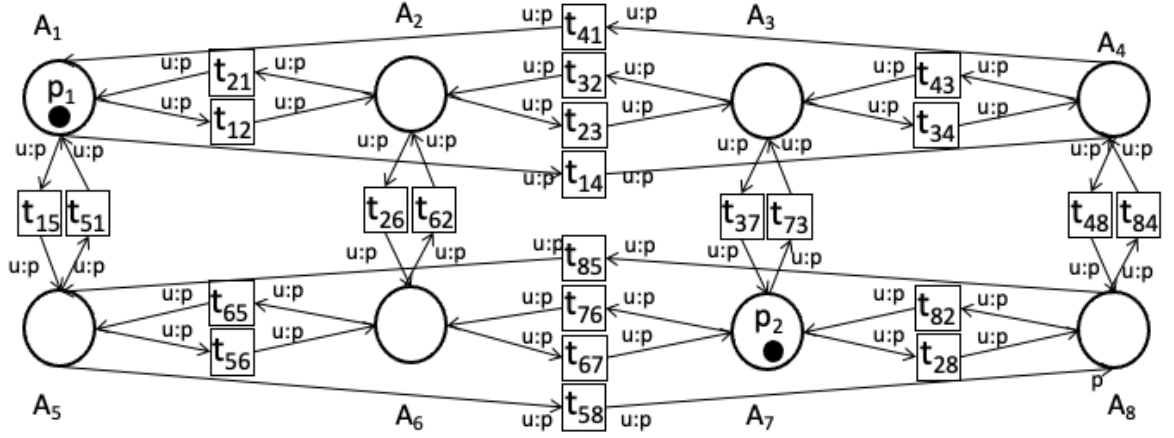 A₁ u:p t₄₁ u:p A₂ A₃ A₄
u:p t₂₁ u:p u:p t₃₂ u:p u:p t₄₃ u:p
p₁
u:p t₁₂ u:p u:p t₂₃ u:p u:p t₃₄ u:p
u:p u:p u:p u:p u:p u:p u:p u:p
u:p t₁₄ u:p
t₁₅ t₅₁ t₂₆ t₆₂ t₃₇ t₇₃ t₄₈ t₈₄
u:p u:p u:p u:p u:p u:p u:p u:p
u:p t₈₅ u:p
u:p t₆₅ u:p u:p t₇₆ u:p u:p t₈₂ u:p
p₂
u:p t₅₆ u:p u:p t₆₇ u:p u:p t₂₈ u:p
p
A₅ A₆ u:p t₅₈ u:p A₇ A₈